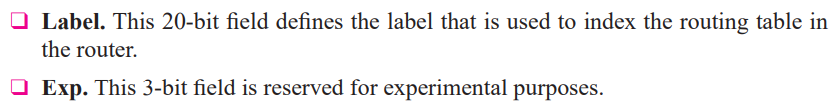 ❑ Label. This 20-bit field defines the label that is used to index the routing table in
the router.
❑ Exp. This 3-bit field is reserved for experimental purposes.